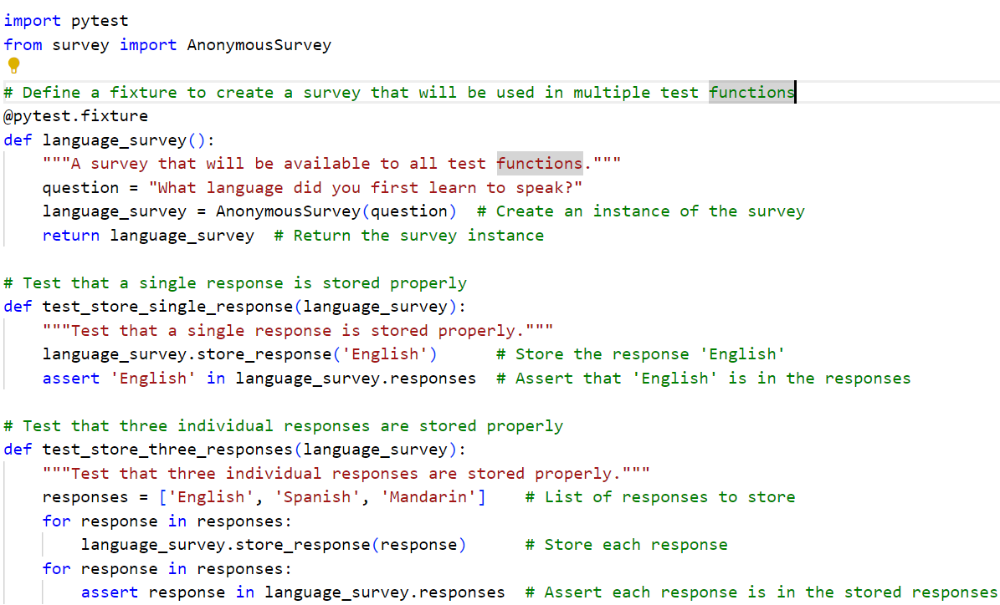 import pytest
from survey import AnonymousSurvey
# Define a fixture to create a survey that will be used in multiple test functions
@pytest.fixture
def language_survey():
    """A survey that will be available to all test functions."""
    question = "What language did you first learn to speak?"
    language_survey = AnonymousSurvey(question)  # Create an instance of the survey
    return language_survey  # Return the survey instance
# Test that a single response is stored properly
def test_store_single_response(language_survey):
    """Test that a single response is stored properly."""
    language_survey.store_response('English')      # Store the response 'English'
    assert 'English' in language_survey.responses  # Assert that 'English' is in the responses
# Test that three individual responses are stored properly
def test_store_three_responses(language_survey):
    """Test that three individual responses are stored properly."""
    responses = ['English', 'Spanish', 'Mandarin']    # List of responses to store
    for response in responses:
        language_survey.store_response(response)      # Store each response
    for response in responses:
        assert response in language_survey.responses  # Assert each response is in the stored responses